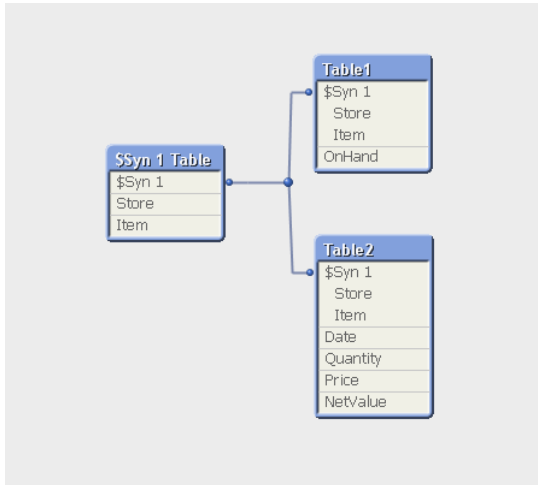 Table1
$Syn 1
Store
Item
OnHand
$Syn 1 Table
$Syn 1
Store
Item
Table2
$Syn 1
Store
Item
Date
Quantity
Price
NetValue